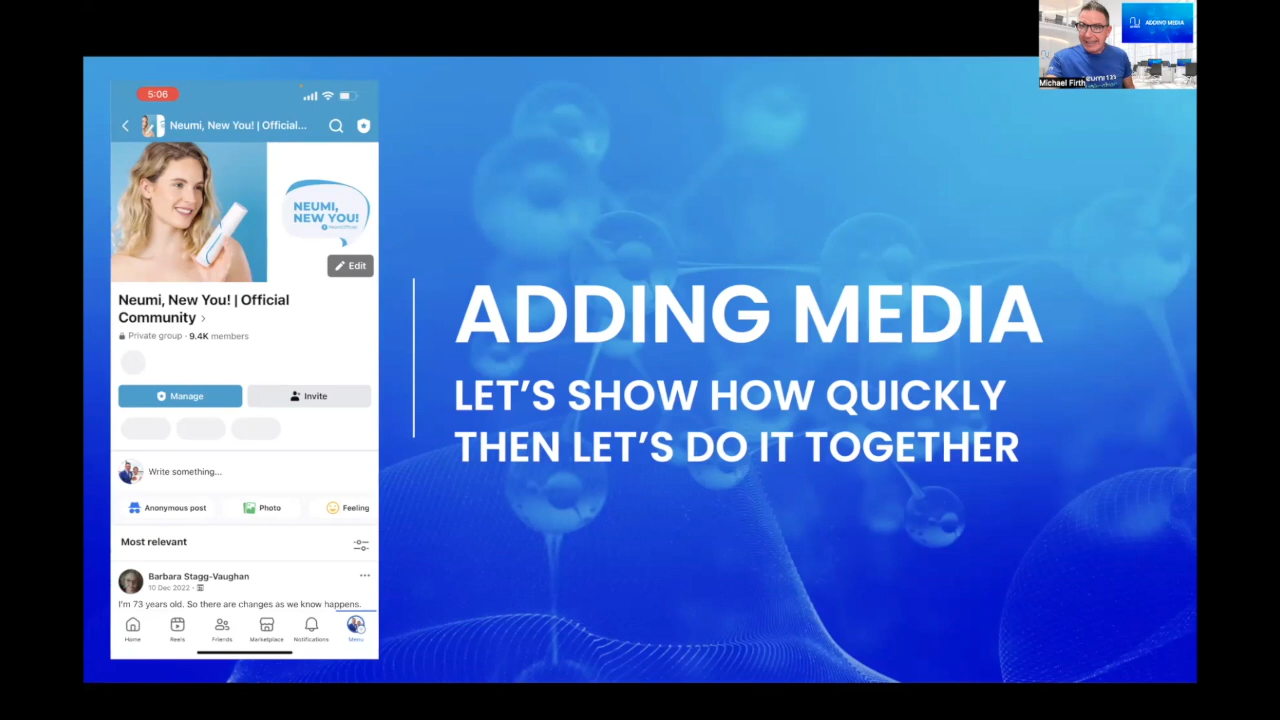 5:06
Neumi, New You! | Official...
NEUMI,
NEW YOU!
Edit
Neumi, New You! | Official
Community
Private group · 9.4K members
Manage
Invite
Write something...
Anonymous post
Photo
Feeling
Most relevant
Barbara Stagg-Vaughan
10 Dec 2022
I'm 73 years old. So there are changes as we know happens.
Home
Reels
Friends
Marketplace
Notifications
Menu
ADDING MEDIA
LET'S SHOW HOW QUICKLY
THEN LET'S DO IT TOGETHER
ADDING MEDIA
Michael Firth